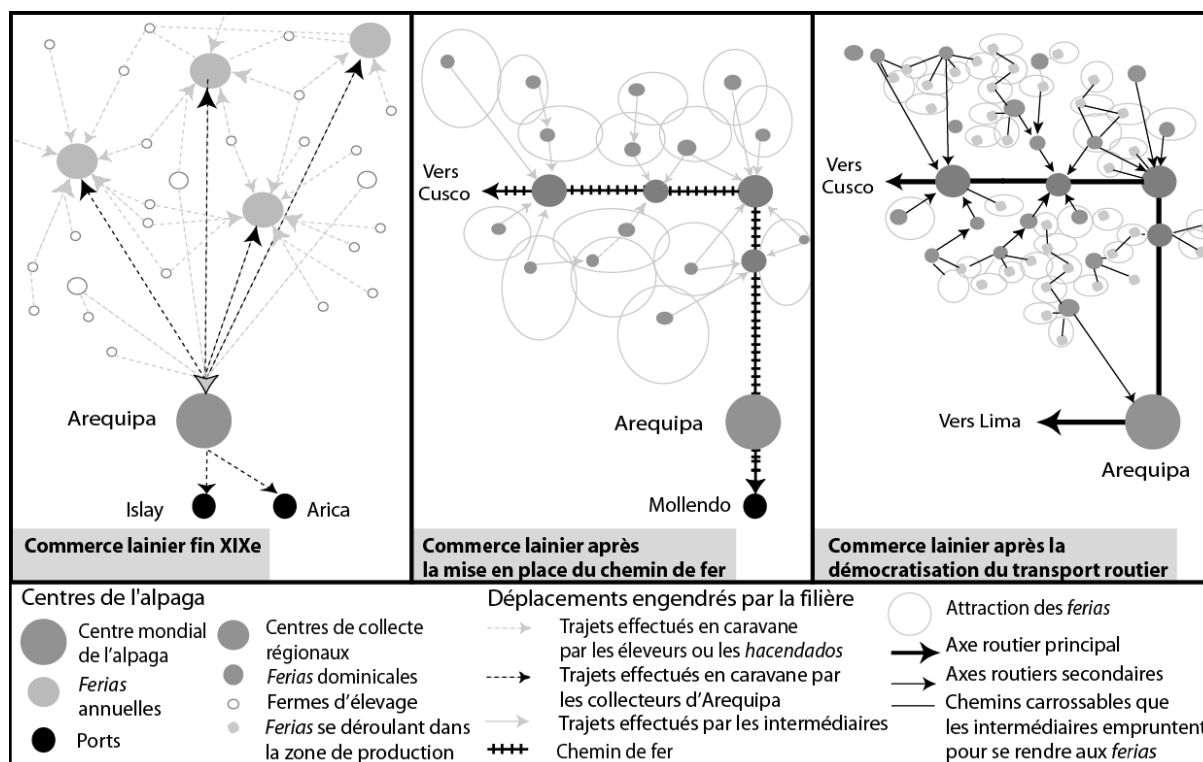 Arequipa
Islay
Arica
Commerce lainier fin XIXe
Vers
Cusco
Arequipa
Mollendo
Commerce lainier après
la mise en place du chemin de fer
Vers
Cusco
Vers Lima
Arequipa
Commerce lainier après la
démocratisation du transport routier
Centres de l'alpaga
Centre mondial
de l'alpaga
Ferias
annuelles
Ports
Centres de collecte
régionaux
Ferias dominicales
Fermes d'élevage
Ferias se déroulant dans
la zone de production
Déplacements engendrés par la filière
Trajets effectués en caravane
par les éleveurs ou les hacendados
Trajets effectués en caravane par
les collecteurs d'Arequipa
Trajets effectués par les intermédiaires
Chemin de fer
Attraction des ferias
Axe routier principal
Axes routiers secondaires
Chemins carrossables que
les intermédiaires empruntent
pour se rendre aux ferias